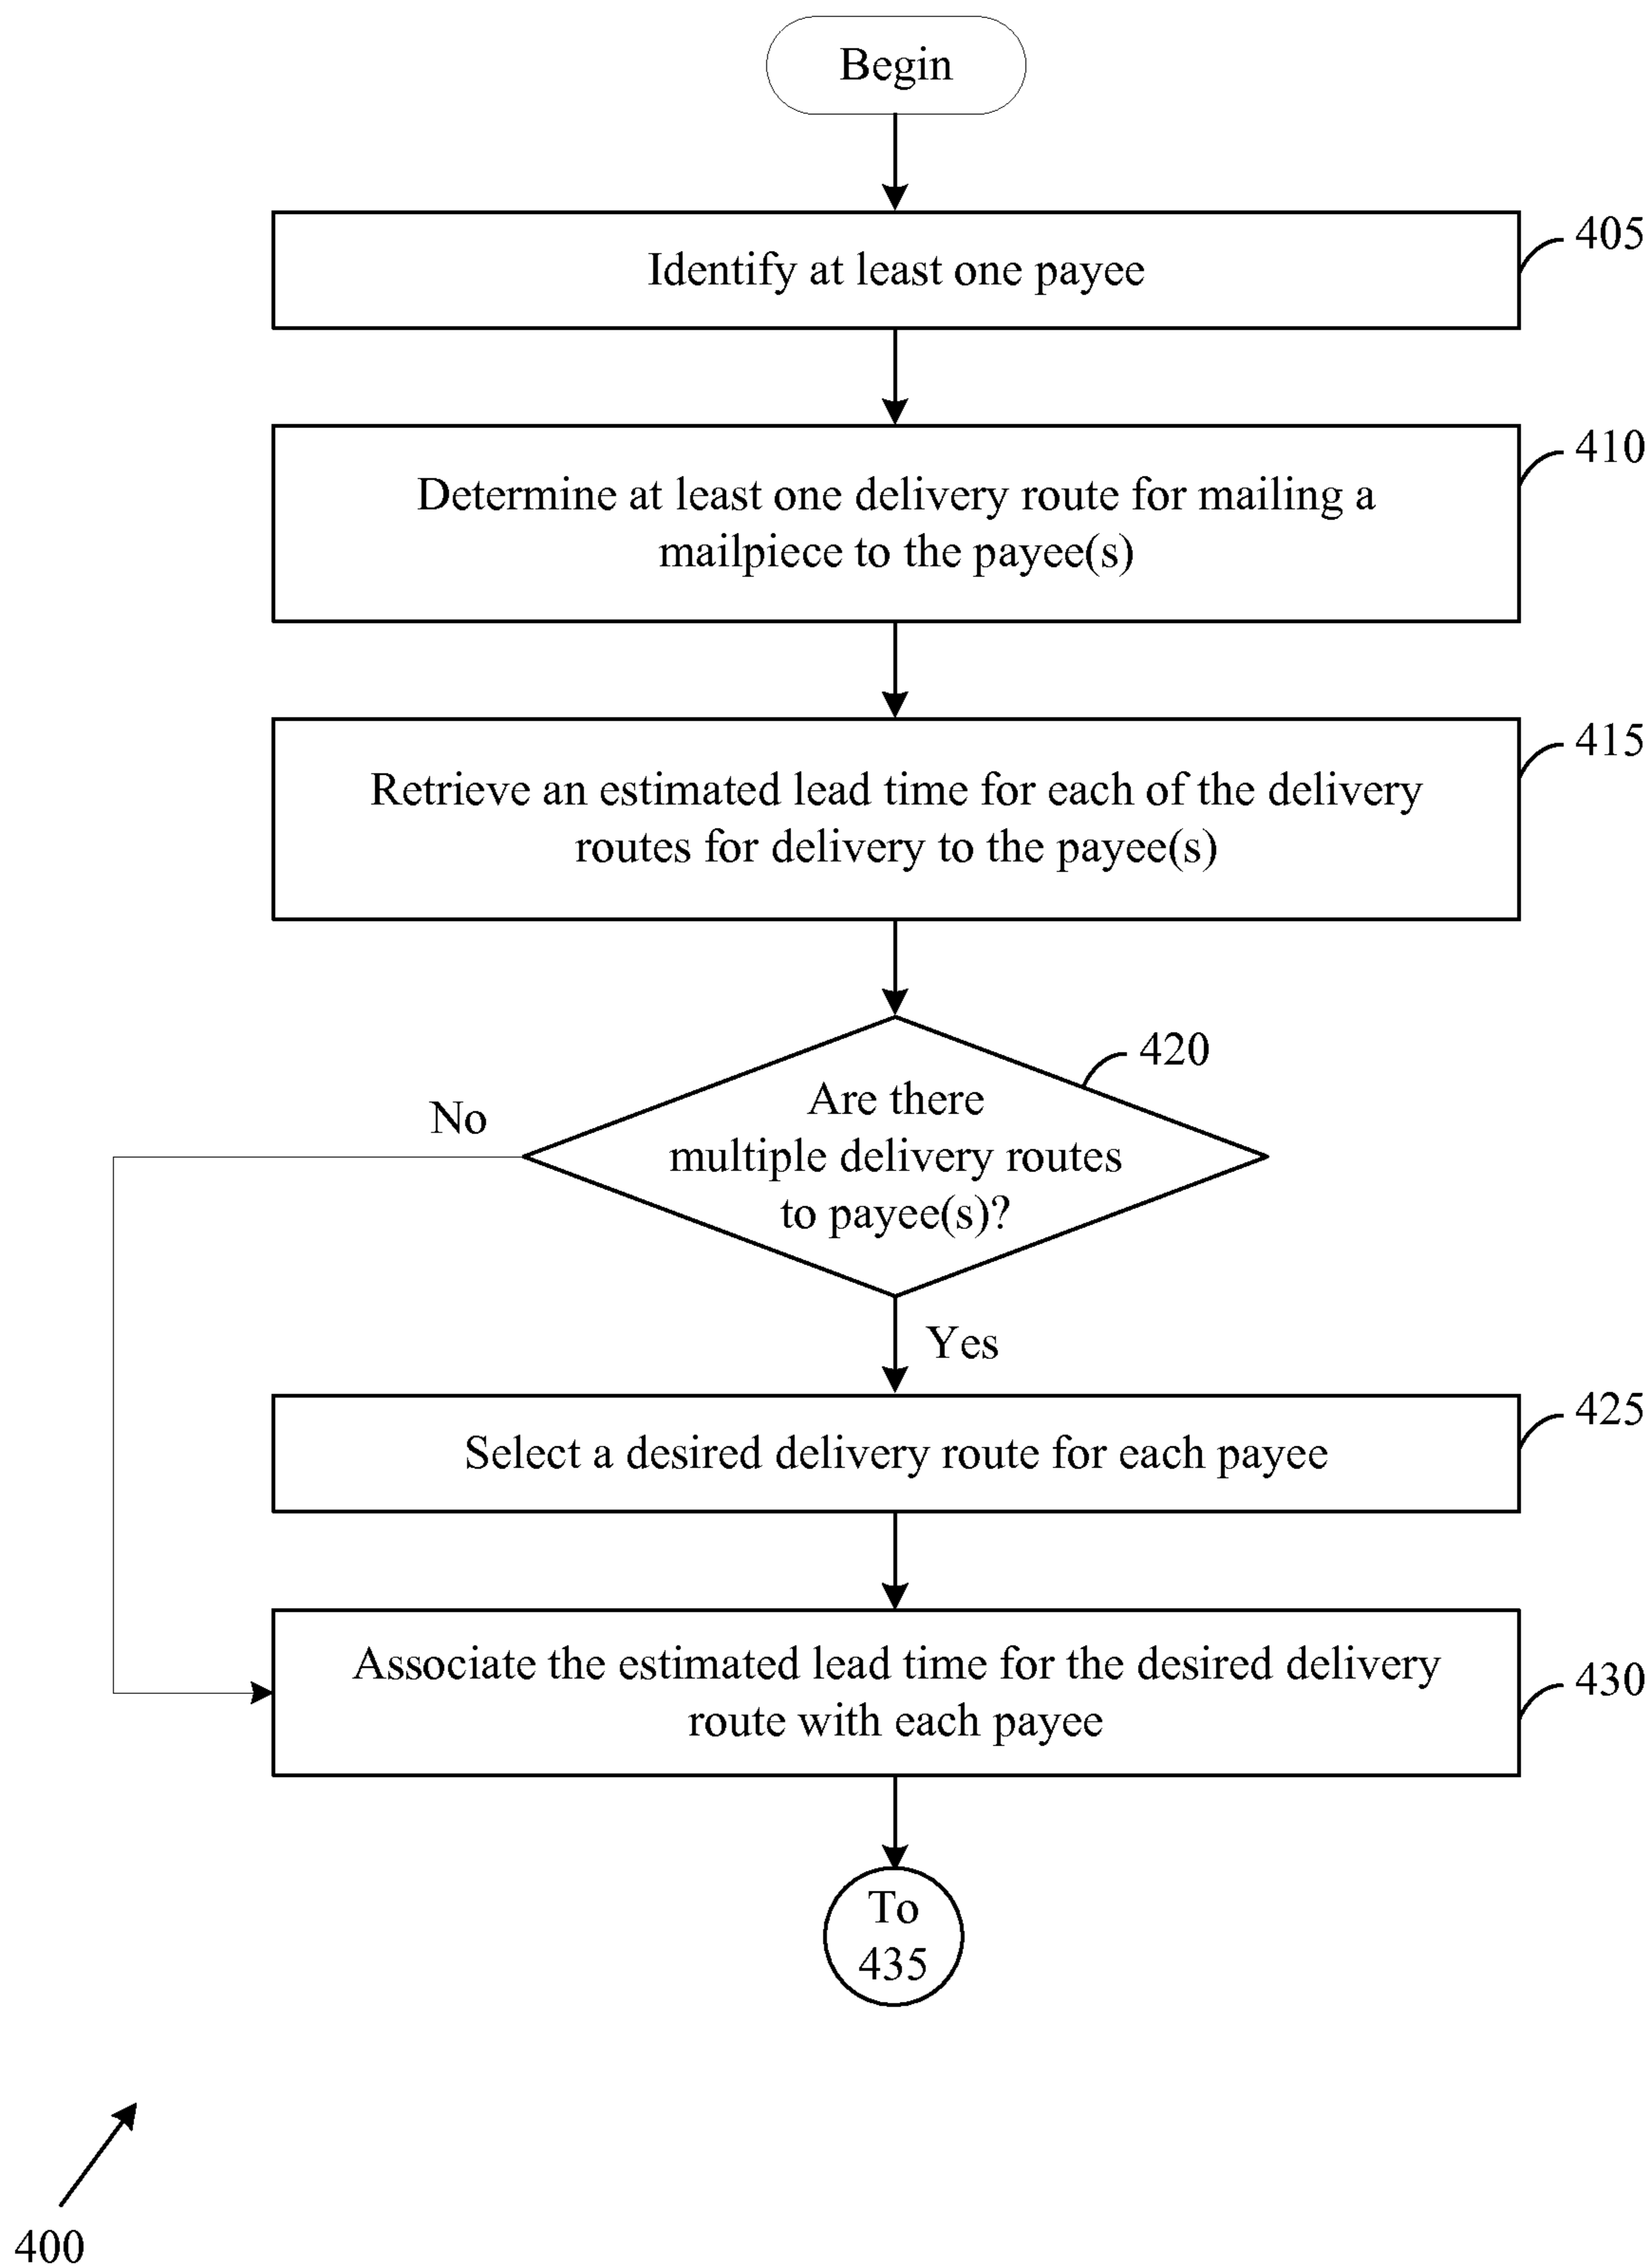 Begin
405
Identify at least one payee
410
Determine at least one delivery route for mailing a
mailpiece to the payee(s)
415
Retrieve an estimated lead time for each of the delivery
routes for delivery to the payee(s)
420
No
Are there
multiple delivery routes
to payee(s)?
Yes
425
Select a desired delivery route for each payee
430
Associate the estimated lead time for the desired delivery
route with each payee
To
435
400